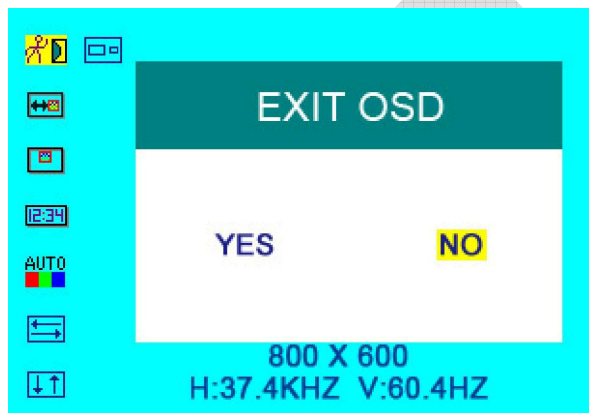 EXIT OSD
12:34
YES NO
AUTO
800 X 600
H:37.4KHZ V:60.4HZ